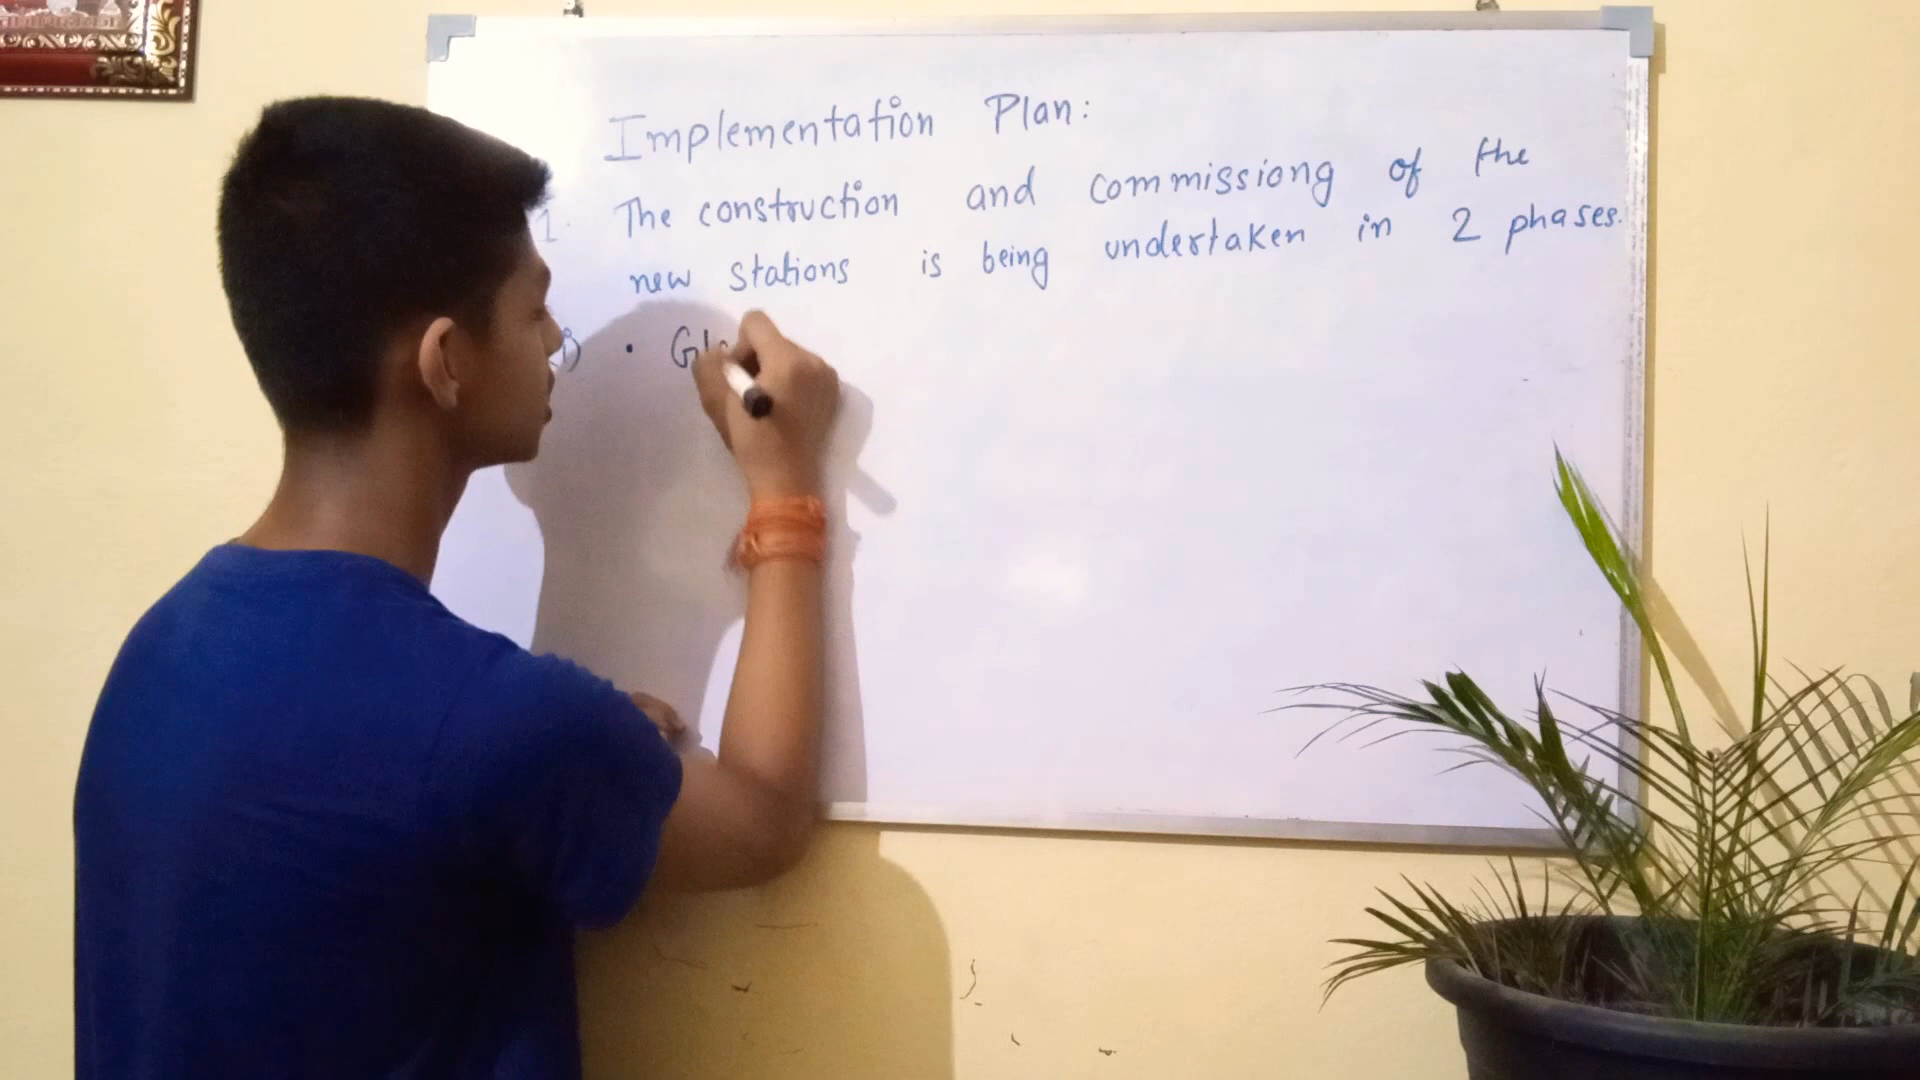 Implementation Plan:
1. The construction and commissiong of the
new stations is being undertaken in 2 phases.
i) •